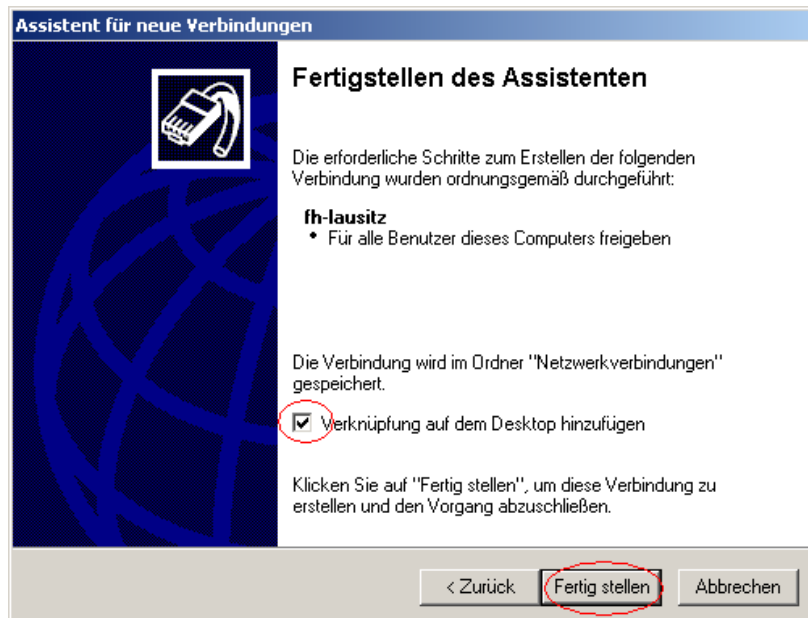 Assistent für neue Verbindungen
Fertigstellen des Assistenten
Die erforderliche Schritte zum Erstellen der folgenden
Verbindung wurden ordnungsgemäß durchgeführt:
fh-lausitz
• Für alle Benutzer dieses Computers freigeben
Die Verbindung wird im Ordner "Netzwerkverbindungen"
gespeichert.
Verknüpfung auf dem Desktop hinzufügen
Klicken Sie auf "Fertig stellen", um diese Verbindung zu
erstellen und den Vorgang abzuschließen.
< Zurück Fertig stellen Abbrechen